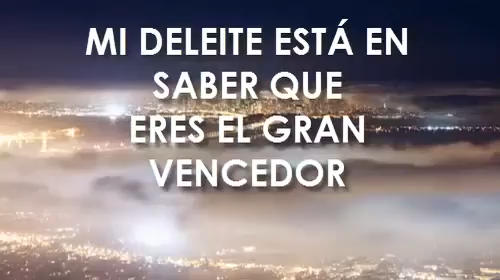 MI DELEITE ESTÁ EN
SABER QUE
ERES EL GRAN
VENCEDOR